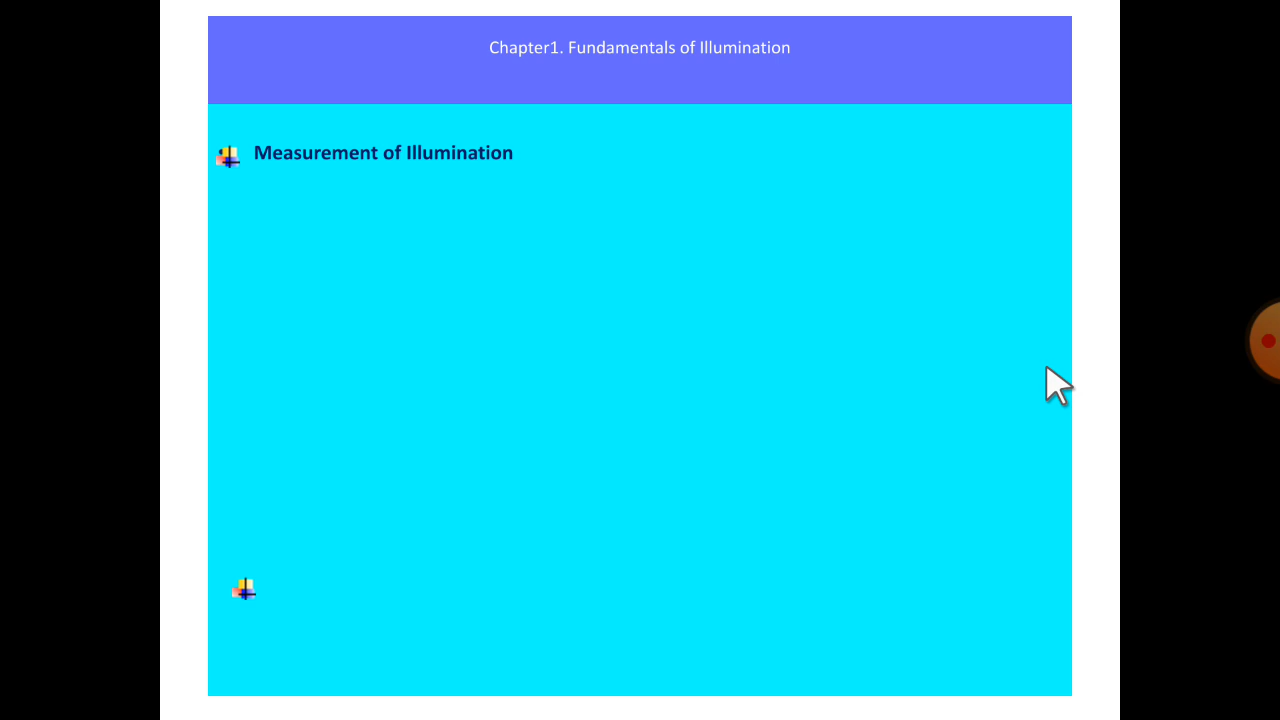 Chapter1. Fundamentals of Illumination
Measurement of Illumination